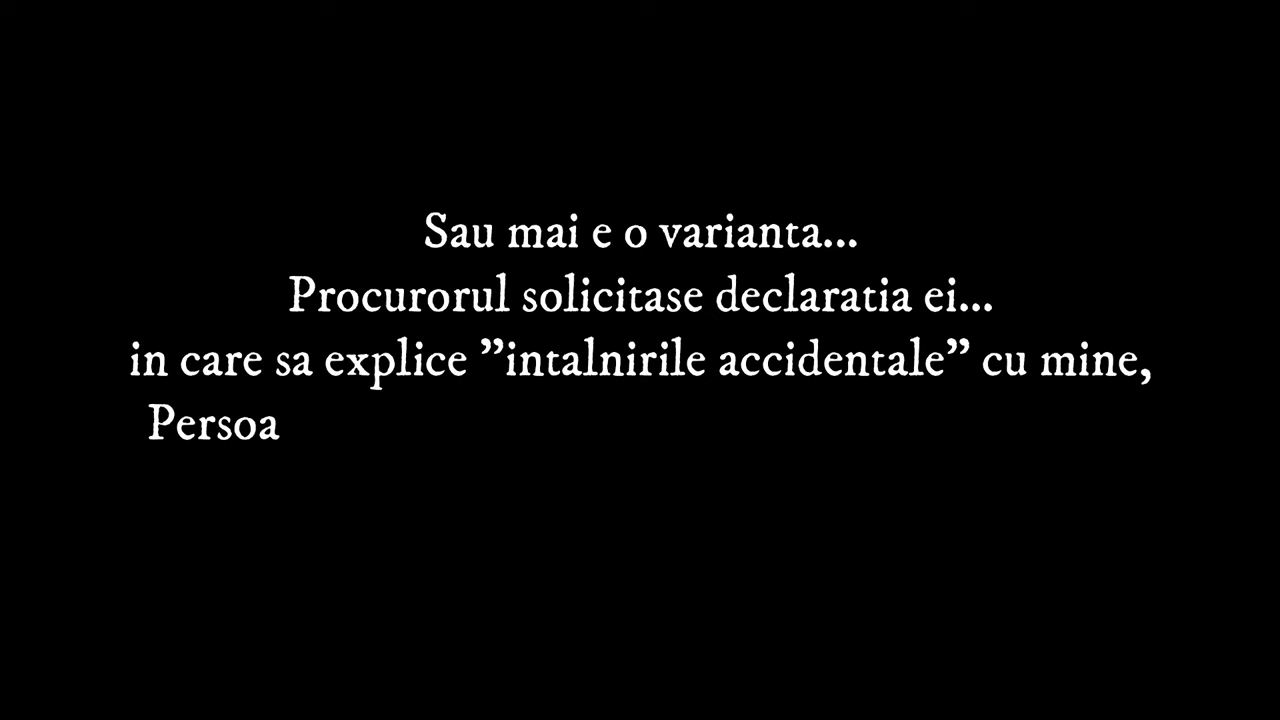 Sau mai e o varianta...
Procurorul solicitase declaratia ei...
in care sa explice ”intalnirile accidentale” cu mine,
Persoa